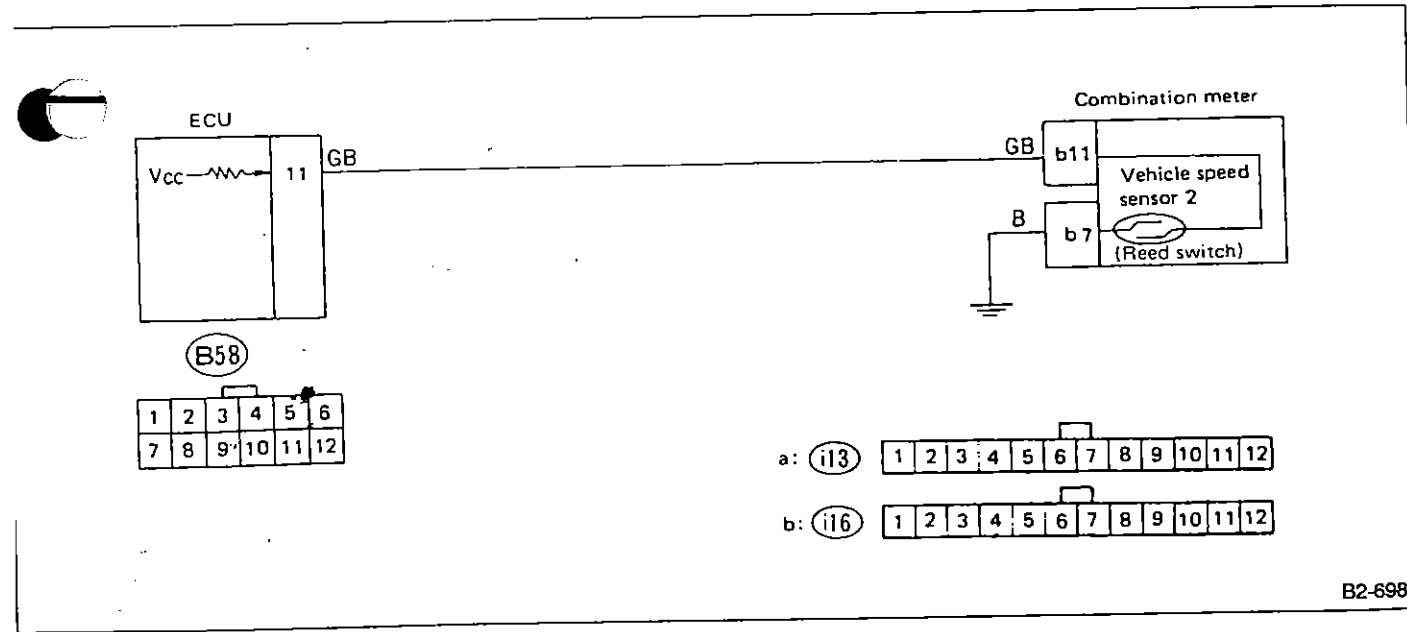 Combination meter
ECU
GB
GB
b11
Vcc
11
Vehicle speed
sensor 2
B
b7
(Reed switch)
B58
1 2 3 4 5 6
7 8 9 10 11 12
a: i13 1 2 3 4 5 6 7 8 9 10 11 12
b: i16 1 2 3 4 5 6 7 8 9 10 11 12
B2-698